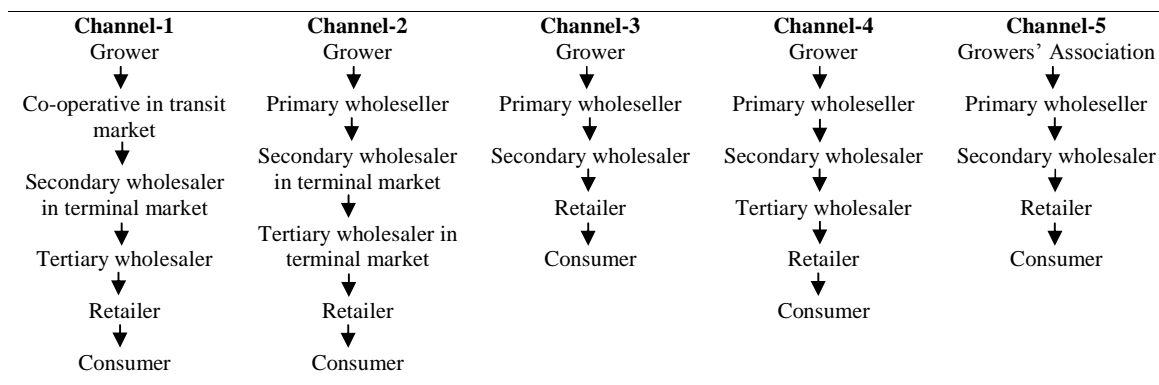 Channel-1 Channel-2 Channel-3 Channel-4 Channel-5
Grower Grower Grower Grower Growers' Association
Co-operative in transit market Primary wholeseller Primary wholeseller Primary wholeseller Primary wholeseller
Secondary wholesaler in terminal market Secondary wholesaler in terminal market Secondary wholesaler Secondary wholesaler Secondary wholesaler
Tertiary wholesaler Tertiary wholesaler in terminal market Retailer Tertiary wholesaler Retailer
Retailer Retailer Consumer Retailer Consumer
Consumer Consumer Consumer